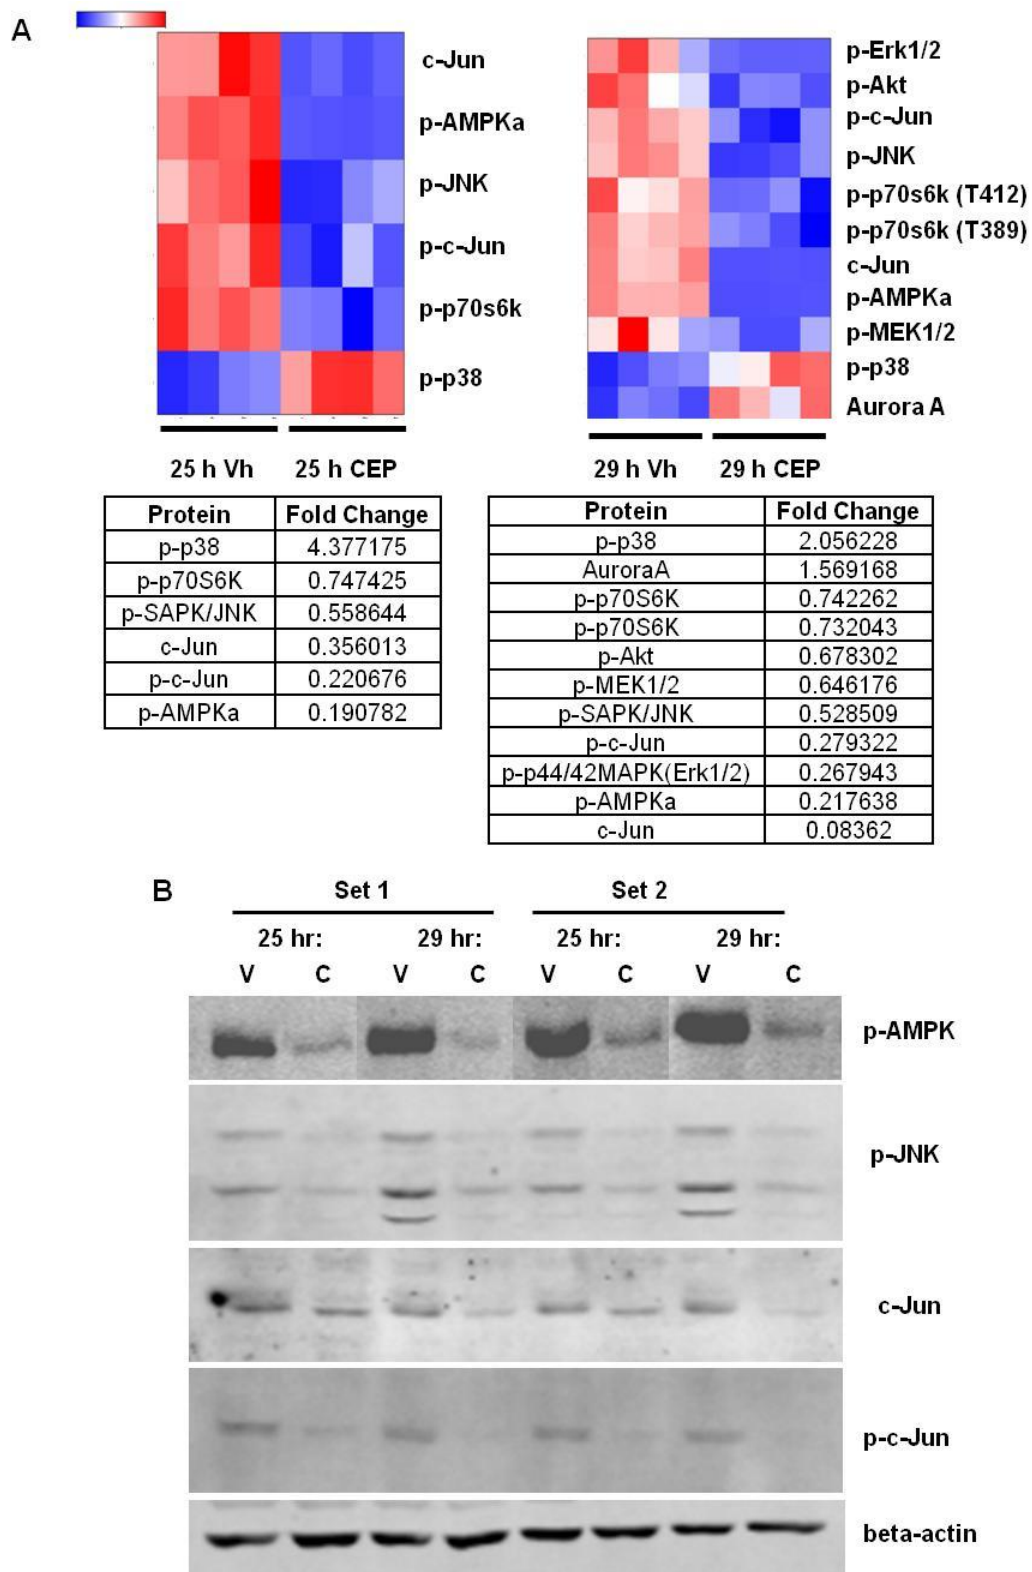 A
c-Jun
p-AMPKa
p-JNK
p-c-Jun
p-p70s6k
p-p38
25 h Vh 25 h CEP
p-Erk1/2
p-Akt
p-c-Jun
p-JNK
p-p70s6k (T412)
p-p70s6k (T389)
c-Jun
p-AMPKa
p-MEK1/2
p-p38
Aurora A
29 h Vh 29 h CEP
Protein Fold Change
p-p38 4.377175
p-p70S6K 0.747425
p-SAPK/JNK 0.558644
c-Jun 0.356013
p-c-Jun 0.220676
p-AMPKa 0.190782
Protein Fold Change
p-p38 2.056228
AuroraA 1.569168
p-p70S6K 0.742262
p-p70S6K 0.732043
p-Akt 0.678302
p-MEK1/2 0.646176
p-SAPK/JNK 0.528509
p-c-Jun 0.279322
p-p44/42MAPK(Erk1/2) 0.267943
p-AMPKa 0.217638
c-Jun 0.08362
B
Set 1 Set 2
25 hr: 29 hr: 25 hr: 29 hr:
V C V C V C V C
p-AMPK
p-JNK
c-Jun
p-c-Jun
beta-actin